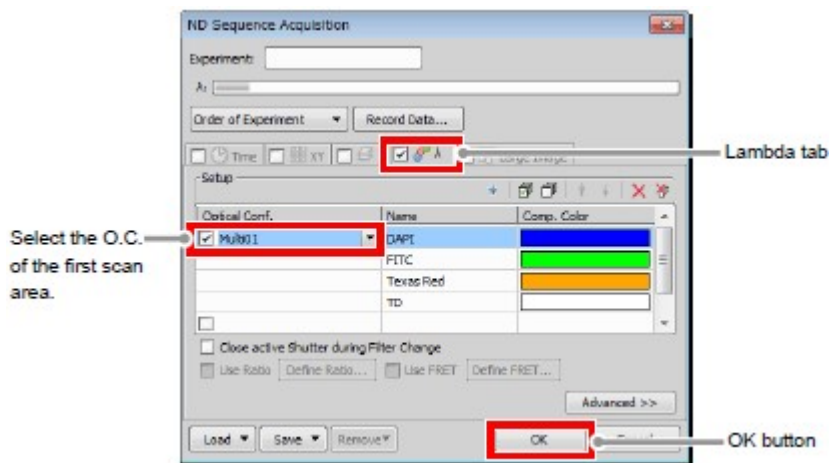 ND Sequence Acquisition
Experiment:
λ:
Order of Experiment
Record Data...
Time
XY
λ
Large Image
Lambda tab
Setup
Optical Conf. Name Comp. Color
Select the O.C.
of the first scan
area.
Multi01 DAPI
FITC
Texas Red
TD
Close active Shutter during Filter Change
Use Ratio Define Ratio... Use FRET Define FRET...
Advanced >>
Load Save Remove OK
OK button